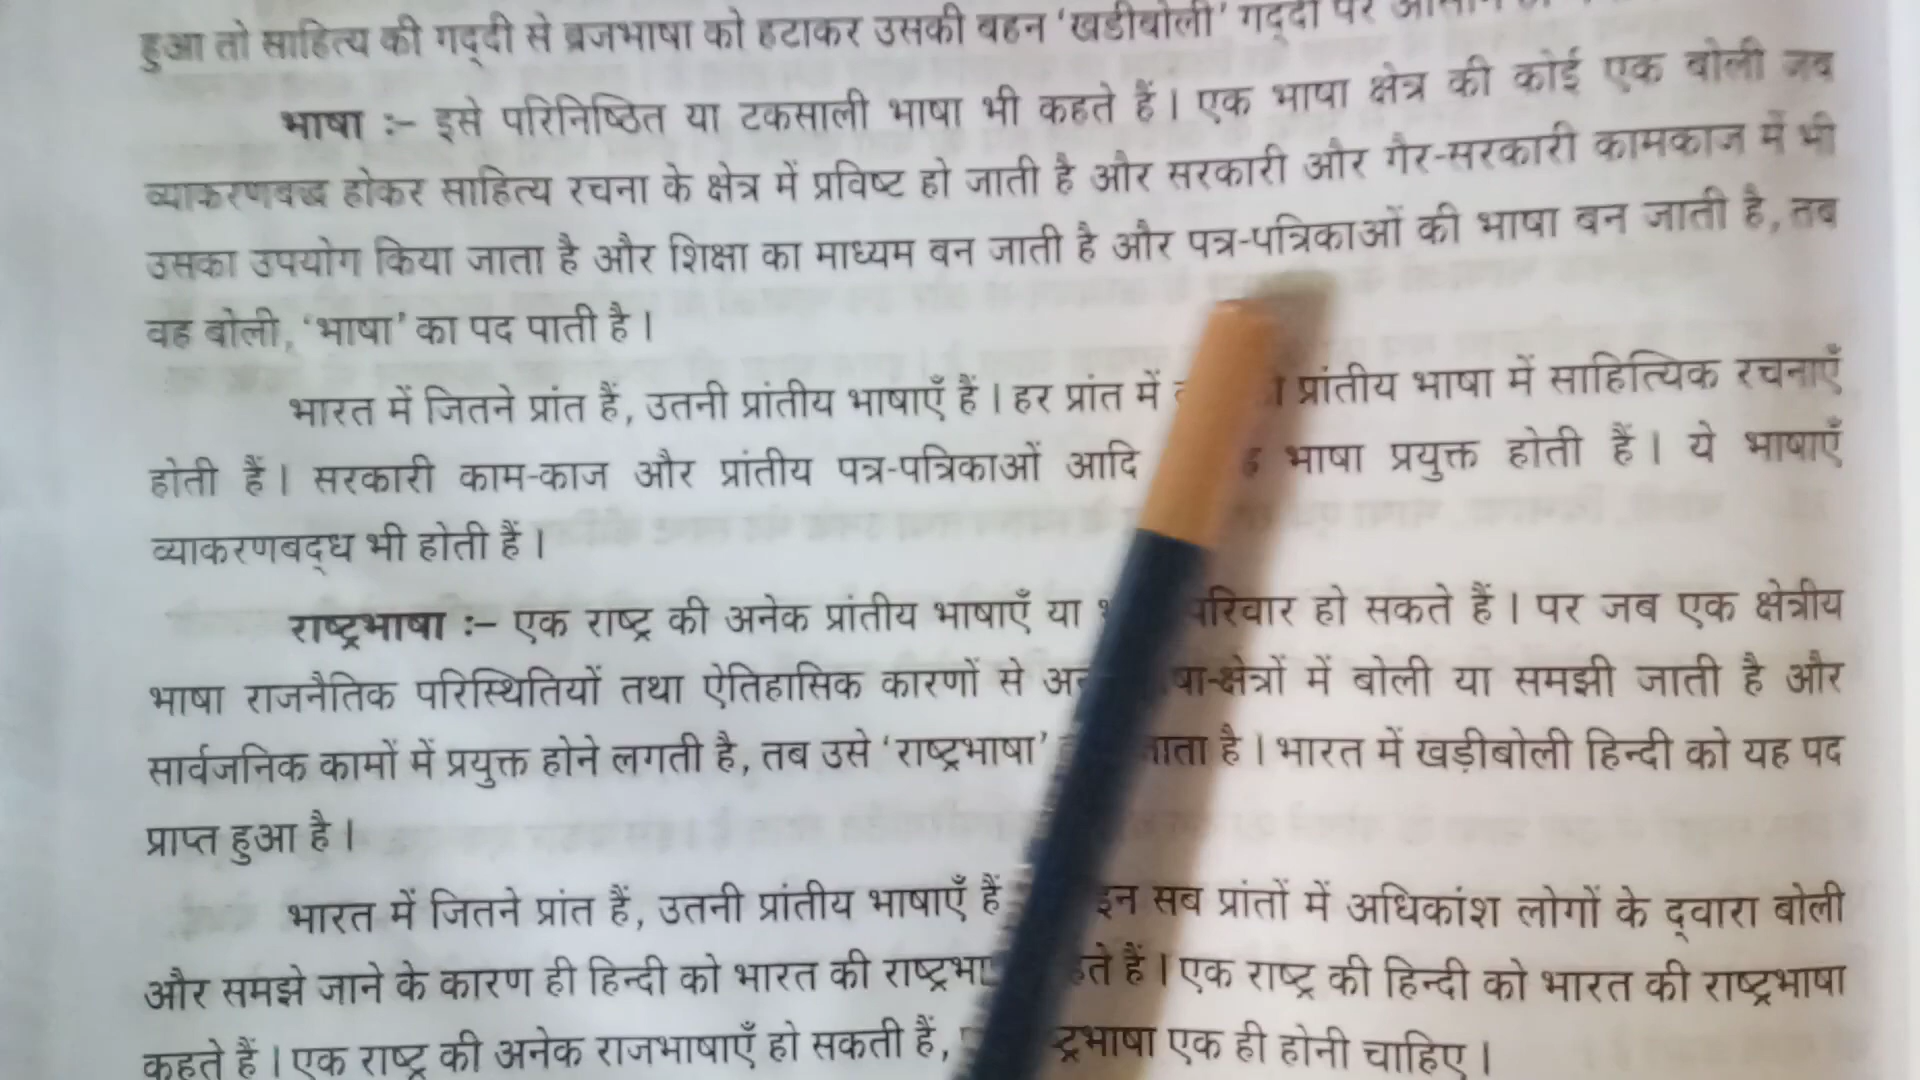 हुआ तो साहित्य की गद्दी से ब्रजभाषा को हटाकर उसकी बहन 'खडीबोली' गद्दी पर
भाषा :– इसे परिनिष्ठित या टकसाली भाषा भी कहते हैं । एक भाषा क्षेत्र की कोई एक बोली जब
व्याकरणबद्ध होकर साहित्य रचना के क्षेत्र में प्रविष्ट हो जाती है और सरकारी और गैर-सरकारी कामकाज में भी
उसका उपयोग किया जाता है और शिक्षा का माध्यम बन जाती है और पत्र-पत्रिकाओं की भाषा बन जाती है, तब
वह बोली, 'भाषा' का पद पाती है ।
भारत में जितने प्रांत हैं, उतनी प्रांतीय भाषाएँ हैं । हर प्रांत में प्रांतीय भाषा में साहित्यिक रचनाएँ
होती हैं । सरकारी काम-काज और प्रांतीय पत्र-पत्रिकाओं आदि भाषा प्रयुक्त होती हैं । ये भाषाएँ
व्याकरणबद्ध भी होती हैं ।
राष्ट्रभाषा :– एक राष्ट्र की अनेक प्रांतीय भाषाएँ या परिवार हो सकते हैं । पर जब एक क्षेत्रीय
भाषा राजनैतिक परिस्थितियों तथा ऐतिहासिक कारणों से में बोली या समझी जाती है और
सार्वजनिक कामों में प्रयुक्त होने लगती है, तब उसे 'राष्ट्रभाषा' है । भारत में खड़ीबोली हिन्दी को यह पद
प्राप्त हुआ है ।
भारत में जितने प्रांत हैं, उतनी प्रांतीय भाषाएँ हैं इन सब प्रांतों में अधिकांश लोगों के द्वारा बोली
और समझे जाने के कारण ही हिन्दी को भारत की हैं । एक राष्ट्र की हिन्दी को भारत की राष्ट्रभाषा
कहते हैं । एक राष्ट्र की अनेक राजभाषाएँ हो सकती हैं, एक ही होनी चाहिए ।